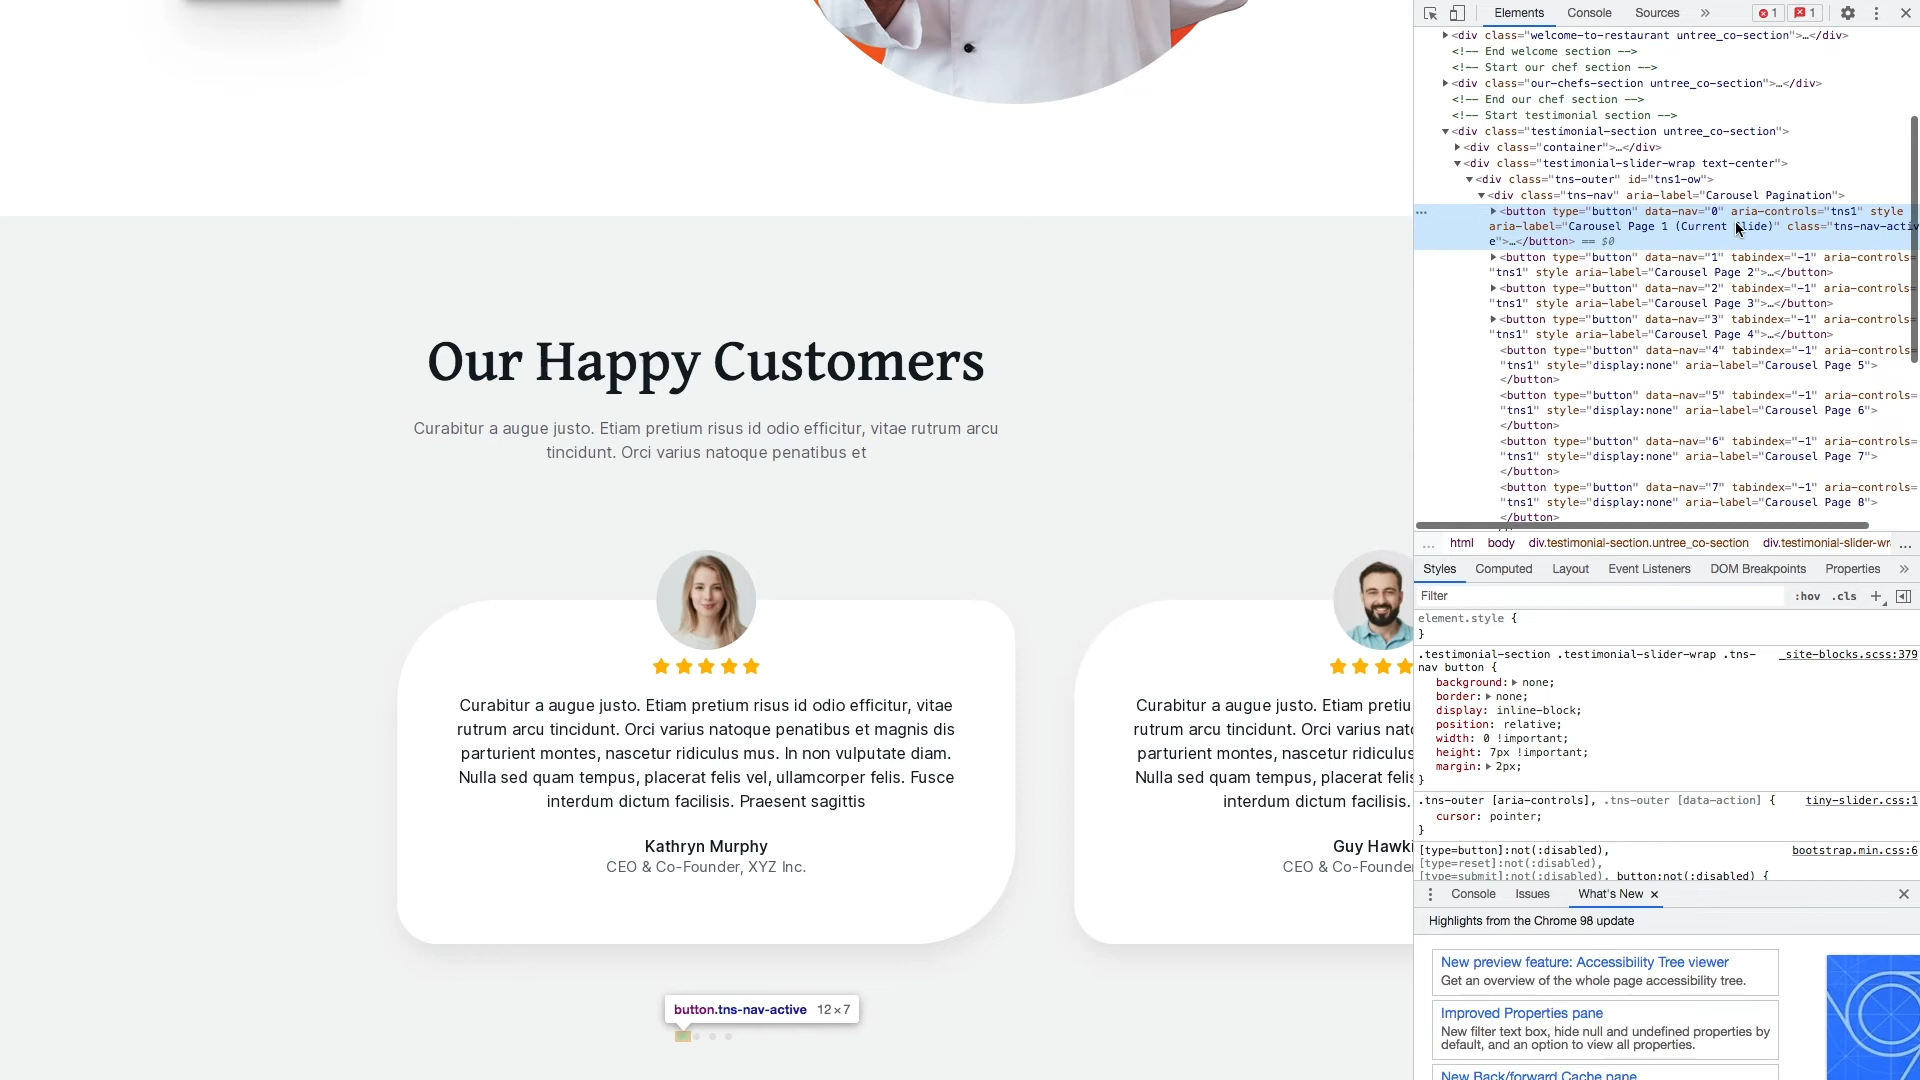 Our Happy Customers
Curabitur a augue justo. Etiam pretium risus id odio efficitur, vitae rutrum arcu
tincidunt. Orci varius natoque penatibus et
Curabitur a augue justo. Etiam pretium risus id odio efficitur, vitae
rutrum arcu tincidunt. Orci varius natoque penatibus et magnis dis
parturient montes, nascetur ridiculus mus. In non vulputate diam.
Nulla sed quam tempus, placerat felis vel, ullamcorper felis. Fusce
interdum dictum facilisis. Praesent sagittis
Kathryn Murphy
CEO & Co-Founder, XYZ Inc.
Curabitur a augue justo. Etiam pretiu
rutrum arcu tincidunt. Orci varius nato
parturient montes, nascetur ridiculus
Nulla sed quam tempus, placerat felis
interdum dictum facilisis.
Guy Hawki
CEO & Co-Founder
button.tns-nav-active 12×7
Elements Console Sources » 1 1
<div class="welcome-to-restaurant untree_co-section">…</div>
<!-- End welcome section -->
<!-- Start our chef section -->
<div class="our-chefs-section untree_co-section">…</div>
<!-- End our chef section -->
<!-- Start testimonial section -->
<div class="testimonial-section untree_co-section">
<div class="container">…</div>
<div class="testimonial-slider-wrap text-center">
<div class="tns-outer" id="tns1-ow">
<div class="tns-nav" aria-label="Carousel Pagination">
<button type="button" data-nav="0" aria-controls="tns1" style
aria-label="Carousel Page 1 (Current Slide)" class="tns-nav-activ
e">…</button> == $0
<button type="button" data-nav="1" tabindex="-1" aria-controls=
"tns1" style aria-label="Carousel Page 2">…</button>
<button type="button" data-nav="2" tabindex="-1" aria-controls=
"tns1" style aria-label="Carousel Page 3">…</button>
<button type="button" data-nav="3" tabindex="-1" aria-controls=
"tns1" style aria-label="Carousel Page 4">…</button>
<button type="button" data-nav="4" tabindex="-1" aria-controls=
"tns1" style="display:none" aria-label="Carousel Page 5">
</button>
<button type="button" data-nav="5" tabindex="-1" aria-controls=
"tns1" style="display:none" aria-label="Carousel Page 6">
</button>
<button type="button" data-nav="6" tabindex="-1" aria-controls=
"tns1" style="display:none" aria-label="Carousel Page 7">
</button>
<button type="button" data-nav="7" tabindex="-1" aria-controls=
"tns1" style="display:none" aria-label="Carousel Page 8">
</button>
... html body div.testimonial-section.untree_co-section div.testimonial-slider-wr ...
Styles Computed Layout Event Listeners DOM Breakpoints Properties »
Filter :hov .cls +
element.style {
}
.testimonial-section .testimonial-slider-wrap .tns- _site-blocks.scss:379
nav button {
background: none;
border: none;
display: inline-block;
position: relative;
width: 0 !important;
height: 7px !important;
margin: 2px;
}
.tns-outer [aria-controls], .tns-outer [data-action] { tiny-slider.css:1
cursor: pointer;
}
[type=button]:not(:disabled), bootstrap.min.css:6
[type=reset]:not(:disabled),
[type=submit]:not(:disabled), button:not(:disabled) {
Console Issues What's New ×
Highlights from the Chrome 98 update
New preview feature: Accessibility Tree viewer
Get an overview of the whole page accessibility tree.
Improved Properties pane
New filter text box, hide null and undefined properties by
default, and an option to view all properties.
New Back/forward Cache pane